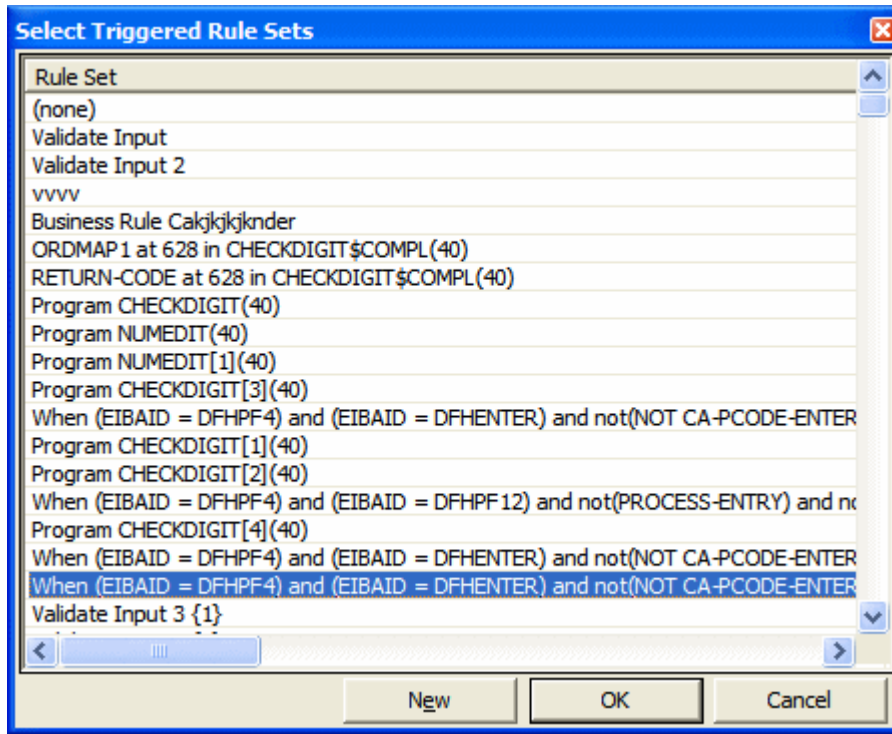 Select Triggered Rule Sets
Rule Set
(none)
Validate Input
Validate Input 2
vvvv
Business Rule Cakjkjkjknder
ORDMAP1 at 628 in CHECKDIGIT$COMPL(40)
RETURN-CODE at 628 in CHECKDIGIT$COMPL(40)
Program CHECKDIGIT(40)
Program NUMEDIT(40)
Program NUMEDIT[1](40)
Program CHECKDIGIT[3](40)
When (EIBAID = DFHPF4) and (EIBAID = DFHENTER) and not(NOT CA-PCODE-ENTER
Program CHECKDIGIT[1](40)
Program CHECKDIGIT[2](40)
When (EIBAID = DFHPF4) and (EIBAID = DFHPF12) and not(PROCESS-ENTRY) and
Program CHECKDIGIT[4](40)
When (EIBAID = DFHPF4) and (EIBAID = DFHENTER) and not(NOT CA-PCODE-ENTER
When (EIBAID = DFHPF4) and (EIBAID = DFHENTER) and not(NOT CA-PCODE-ENTER
Validate Input 3 {1}
New OK Cancel